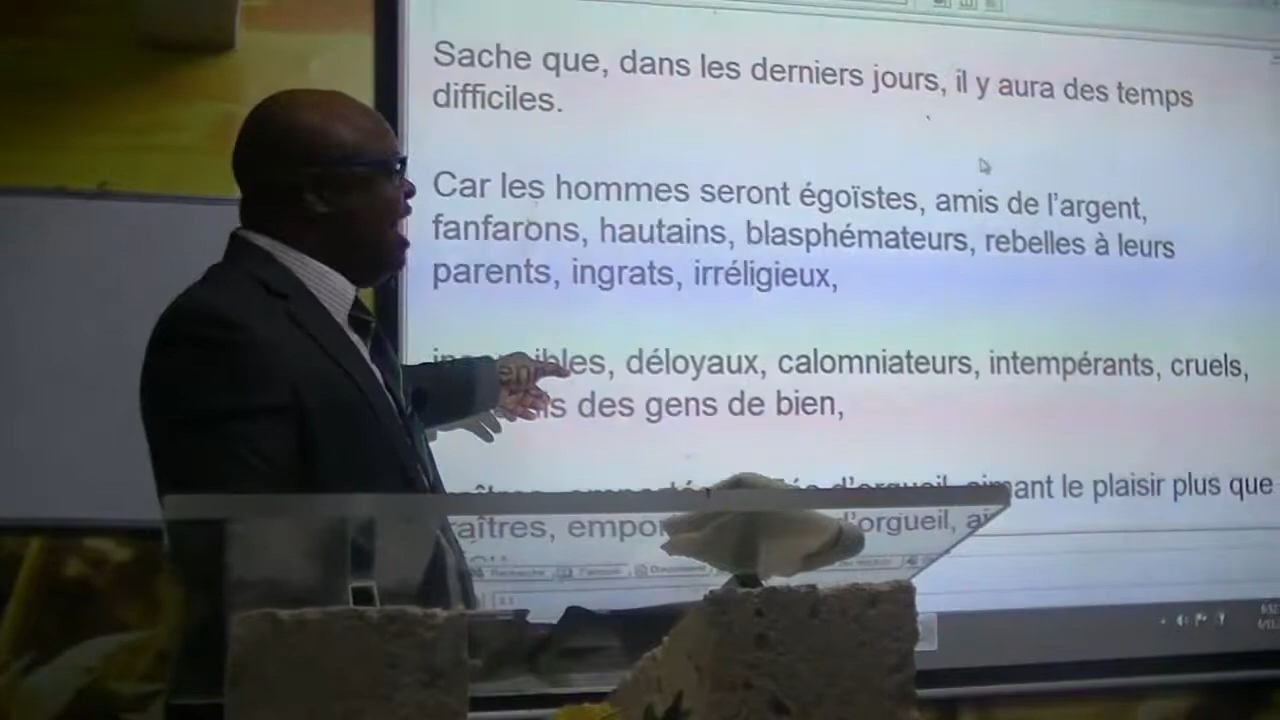 Sache que, dans les derniers jours, il y aura des temps
difficiles.
Car les hommes seront égoïstes, amis de l'argent,
fanfarons, hautains, blasphémateurs, rebelles à leurs
parents, ingrats, irréligieux,
déloyaux, calomniateurs, intempérants, cruels,
des gens de bien,
d'orgueil, aimant le plaisir plus que